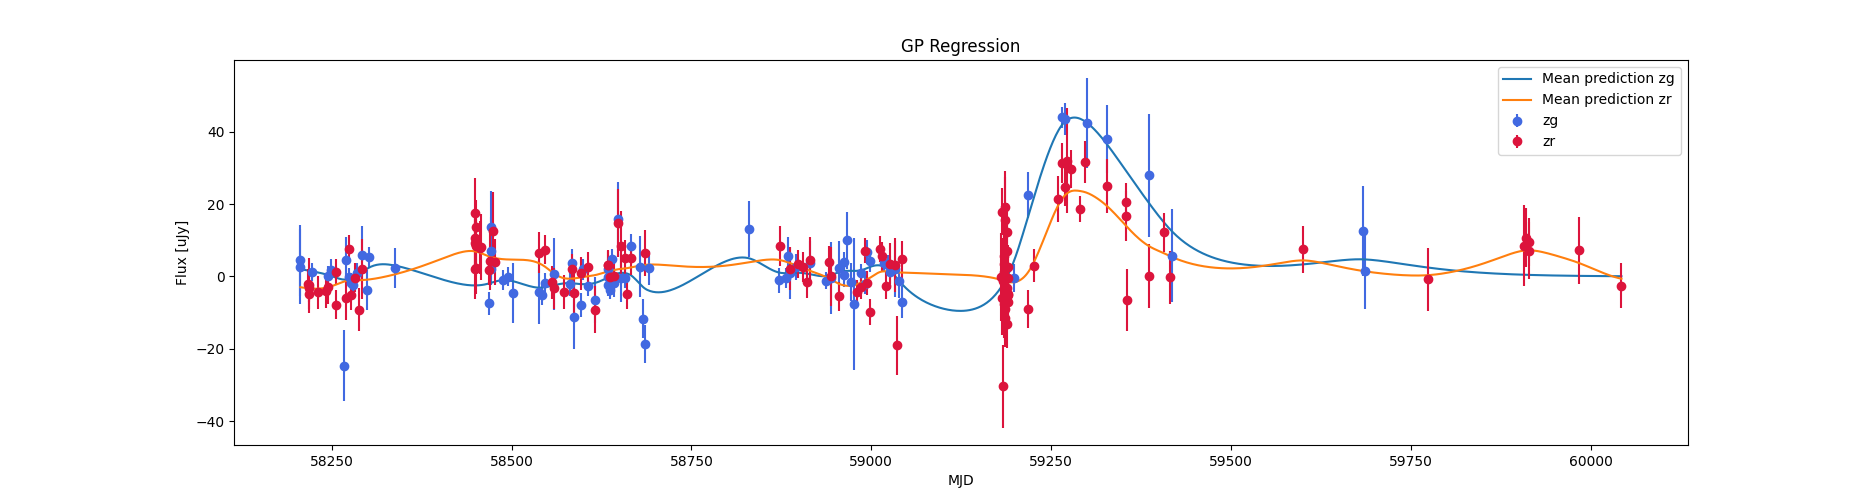 GP Regression
Mean prediction zg
Mean prediction zr
zg
zr
Flux [uJy]
40
20
0
−20
−40
58250
58500
58750
59000
59250
59500
59750
60000
MJD